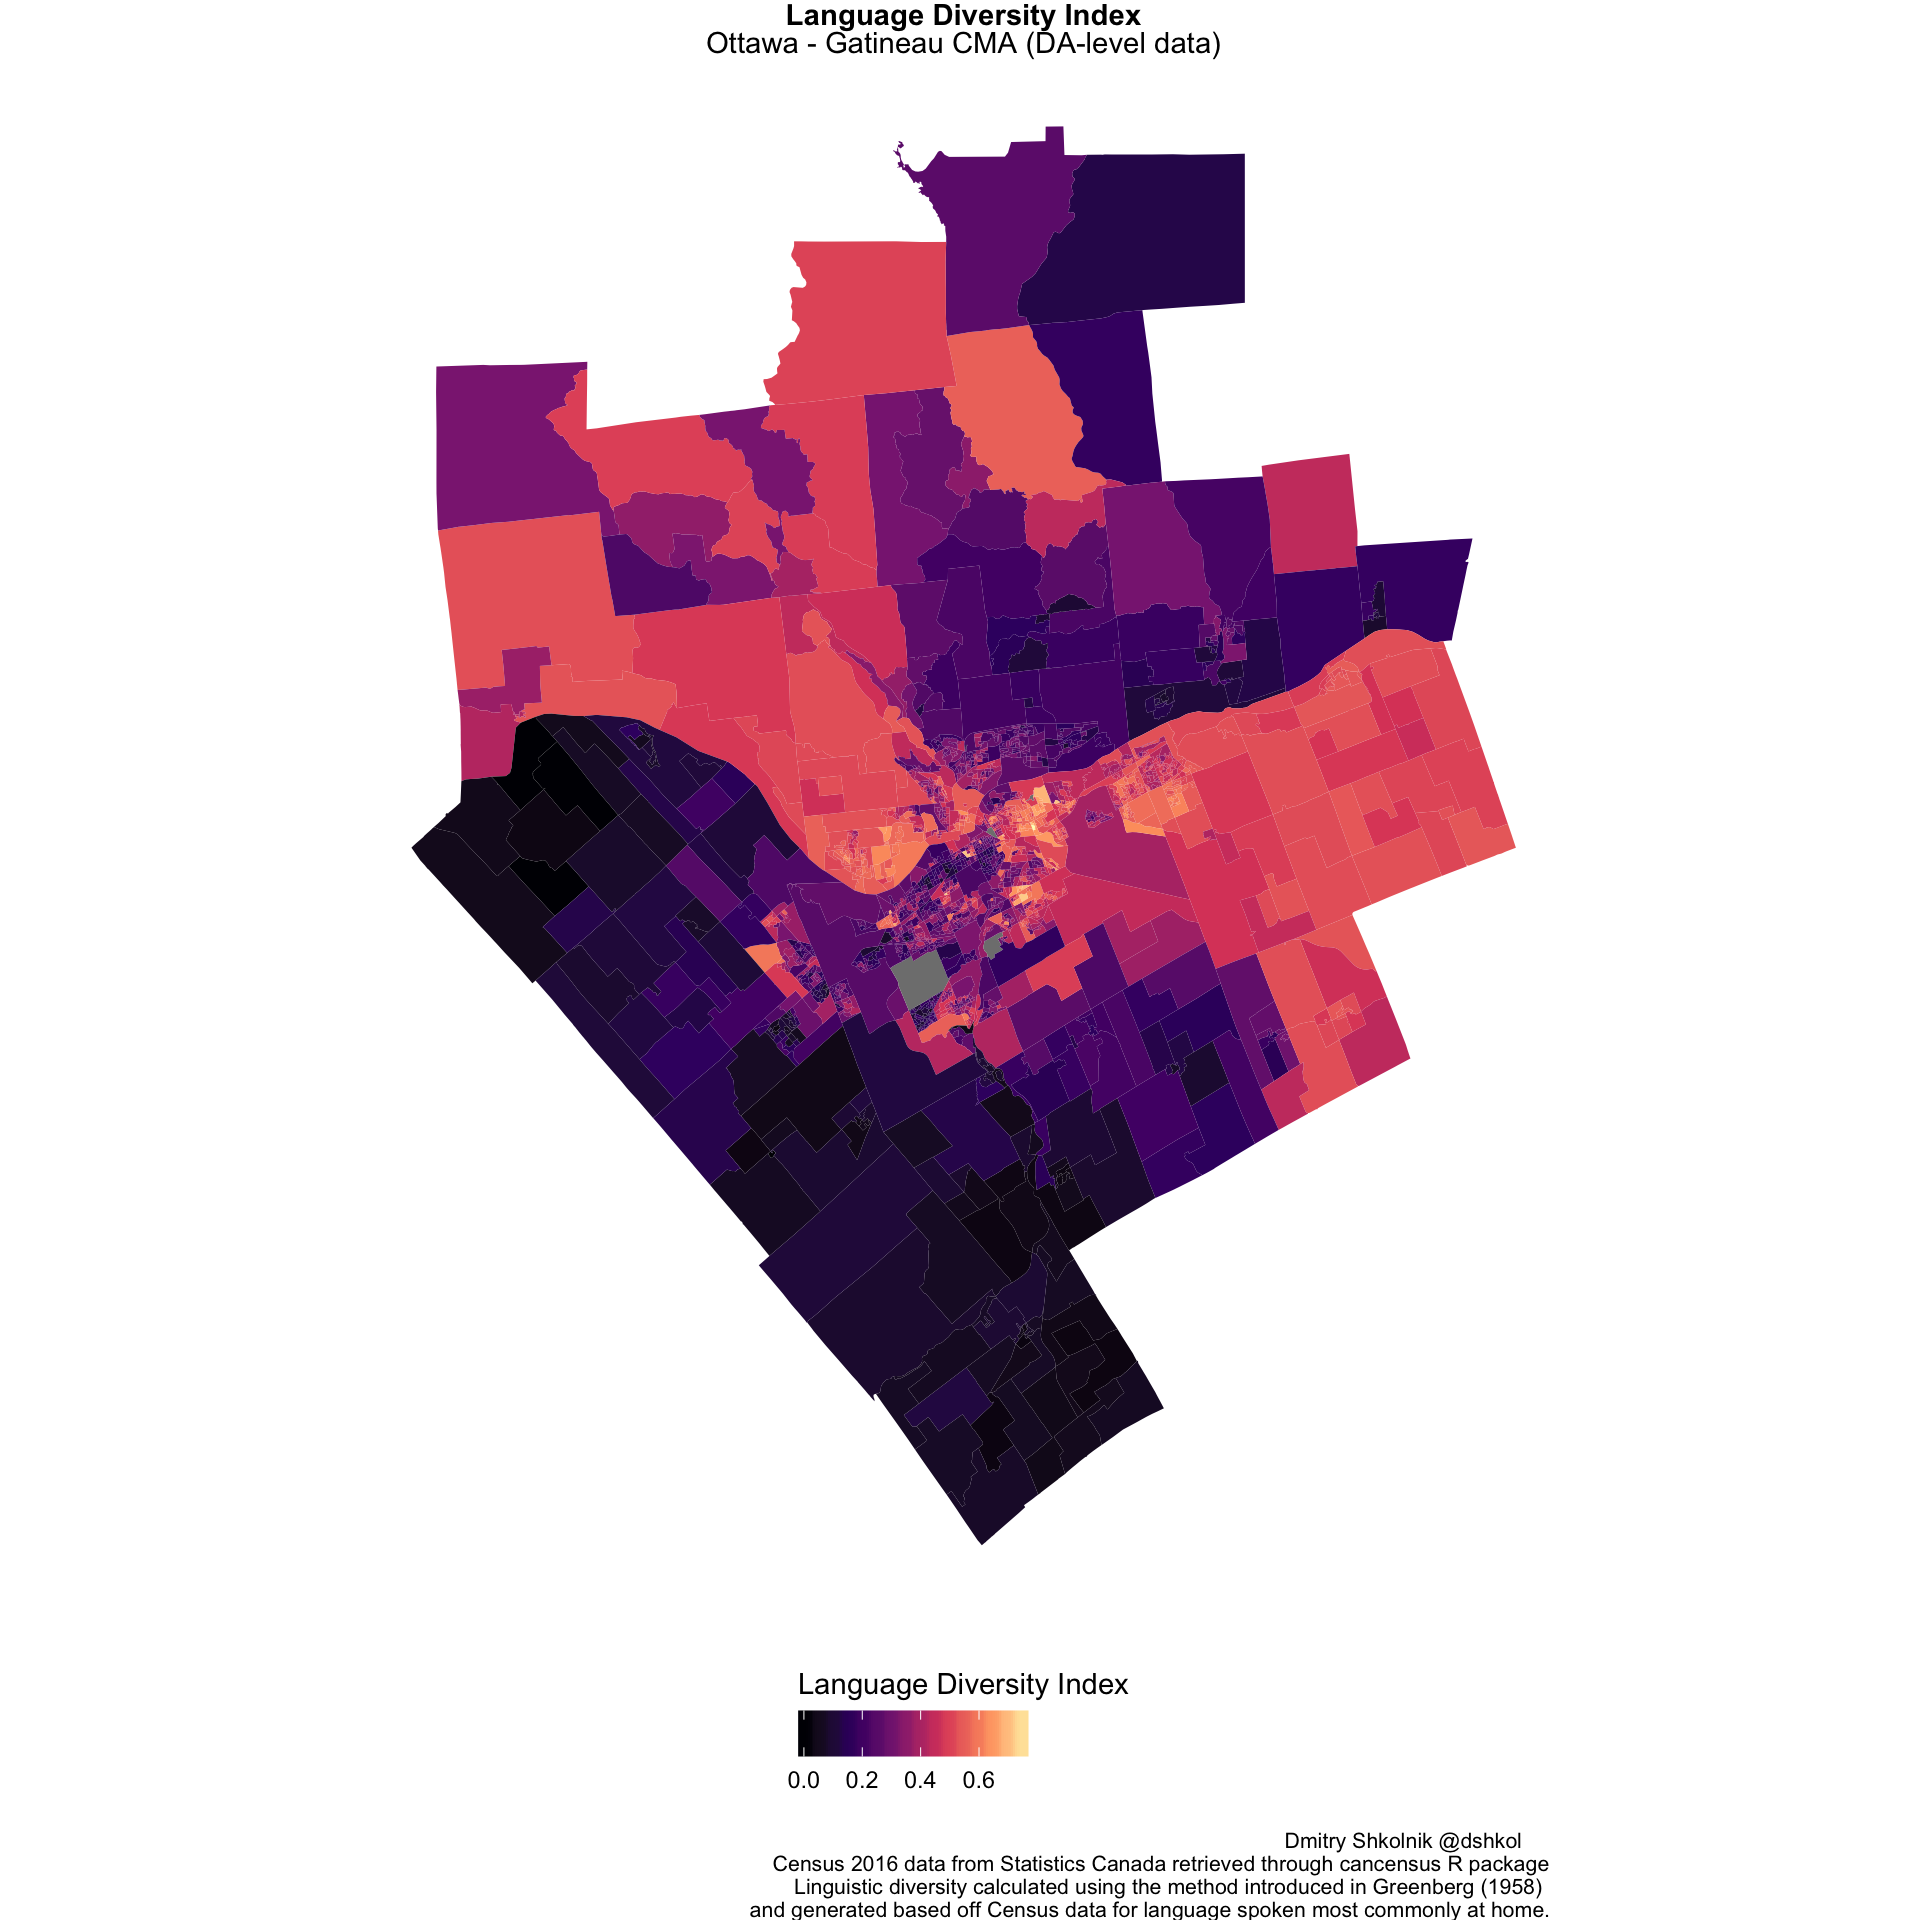 Language Diversity Index
Ottawa - Gatineau CMA (DA-level data)
Language Diversity Index
0.0 0.2 0.4 0.6
Dmitry Shkolnik @dshkol
Census 2016 data from Statistics Canada retrieved through cancensus R package
Linguistic diversity calculated using the method introduced in Greenberg (1958)
and generated based off Census data for language spoken most commonly at home.